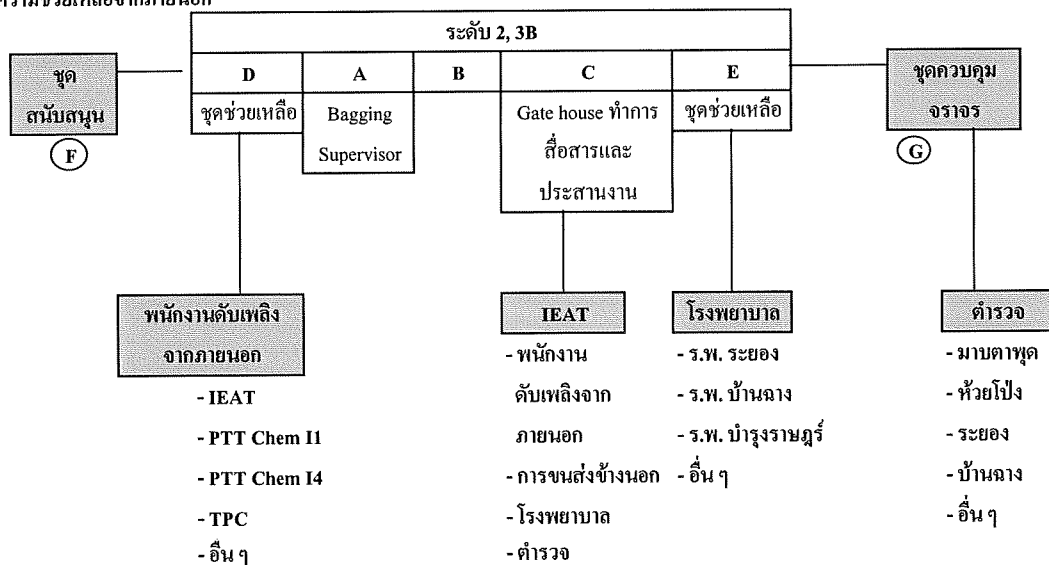 ความช่วยเหลือจากภายนอก
ระดับ 2, 3B
ชุด
สนับสนุน
F
D
A
B
C
E
ชุดช่วยเหลือ
Bagging
Supervisor
Gate house ทำการ
สื่อสารและ
ประสานงาน
ชุดช่วยเหลือ
ชุดควบคุม
จราจร
G
พนักงานดับเพลิง
จากภายนอก
- IEAT
- PTT Chem I1
- PTT Chem I4
- TPC
- อื่น ๆ
IEAT
- พนักงาน
ดับเพลิงจาก
ภายนอก
- การขนส่งข้างนอก
- โรงพยาบาล
- ตำรวจ
โรงพยาบาล
- ร.พ. ระยอง
- ร.พ. บ้านฉาง
- ร.พ. บำรุงราษฎร์
- อื่น ๆ
ตำรวจ
- มาบตาพุด
- ห้วยโป่ง
- ระยอง
- บ้านฉาง
- อื่น ๆ